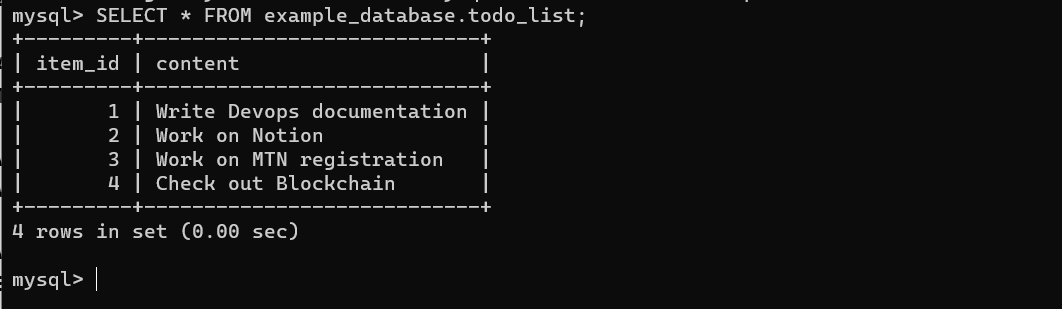 mysql> SELECT * FROM example_database.todo_list;
+---------+----------------------------+
| item_id | content                    |
+---------+----------------------------+
|       1 | Write Devops documentation |
|       2 | Work on Notion             |
|       3 | Work on MTN registration   |
|       4 | Check out Blockchain       |
+---------+----------------------------+
4 rows in set (0.00 sec)
mysql>